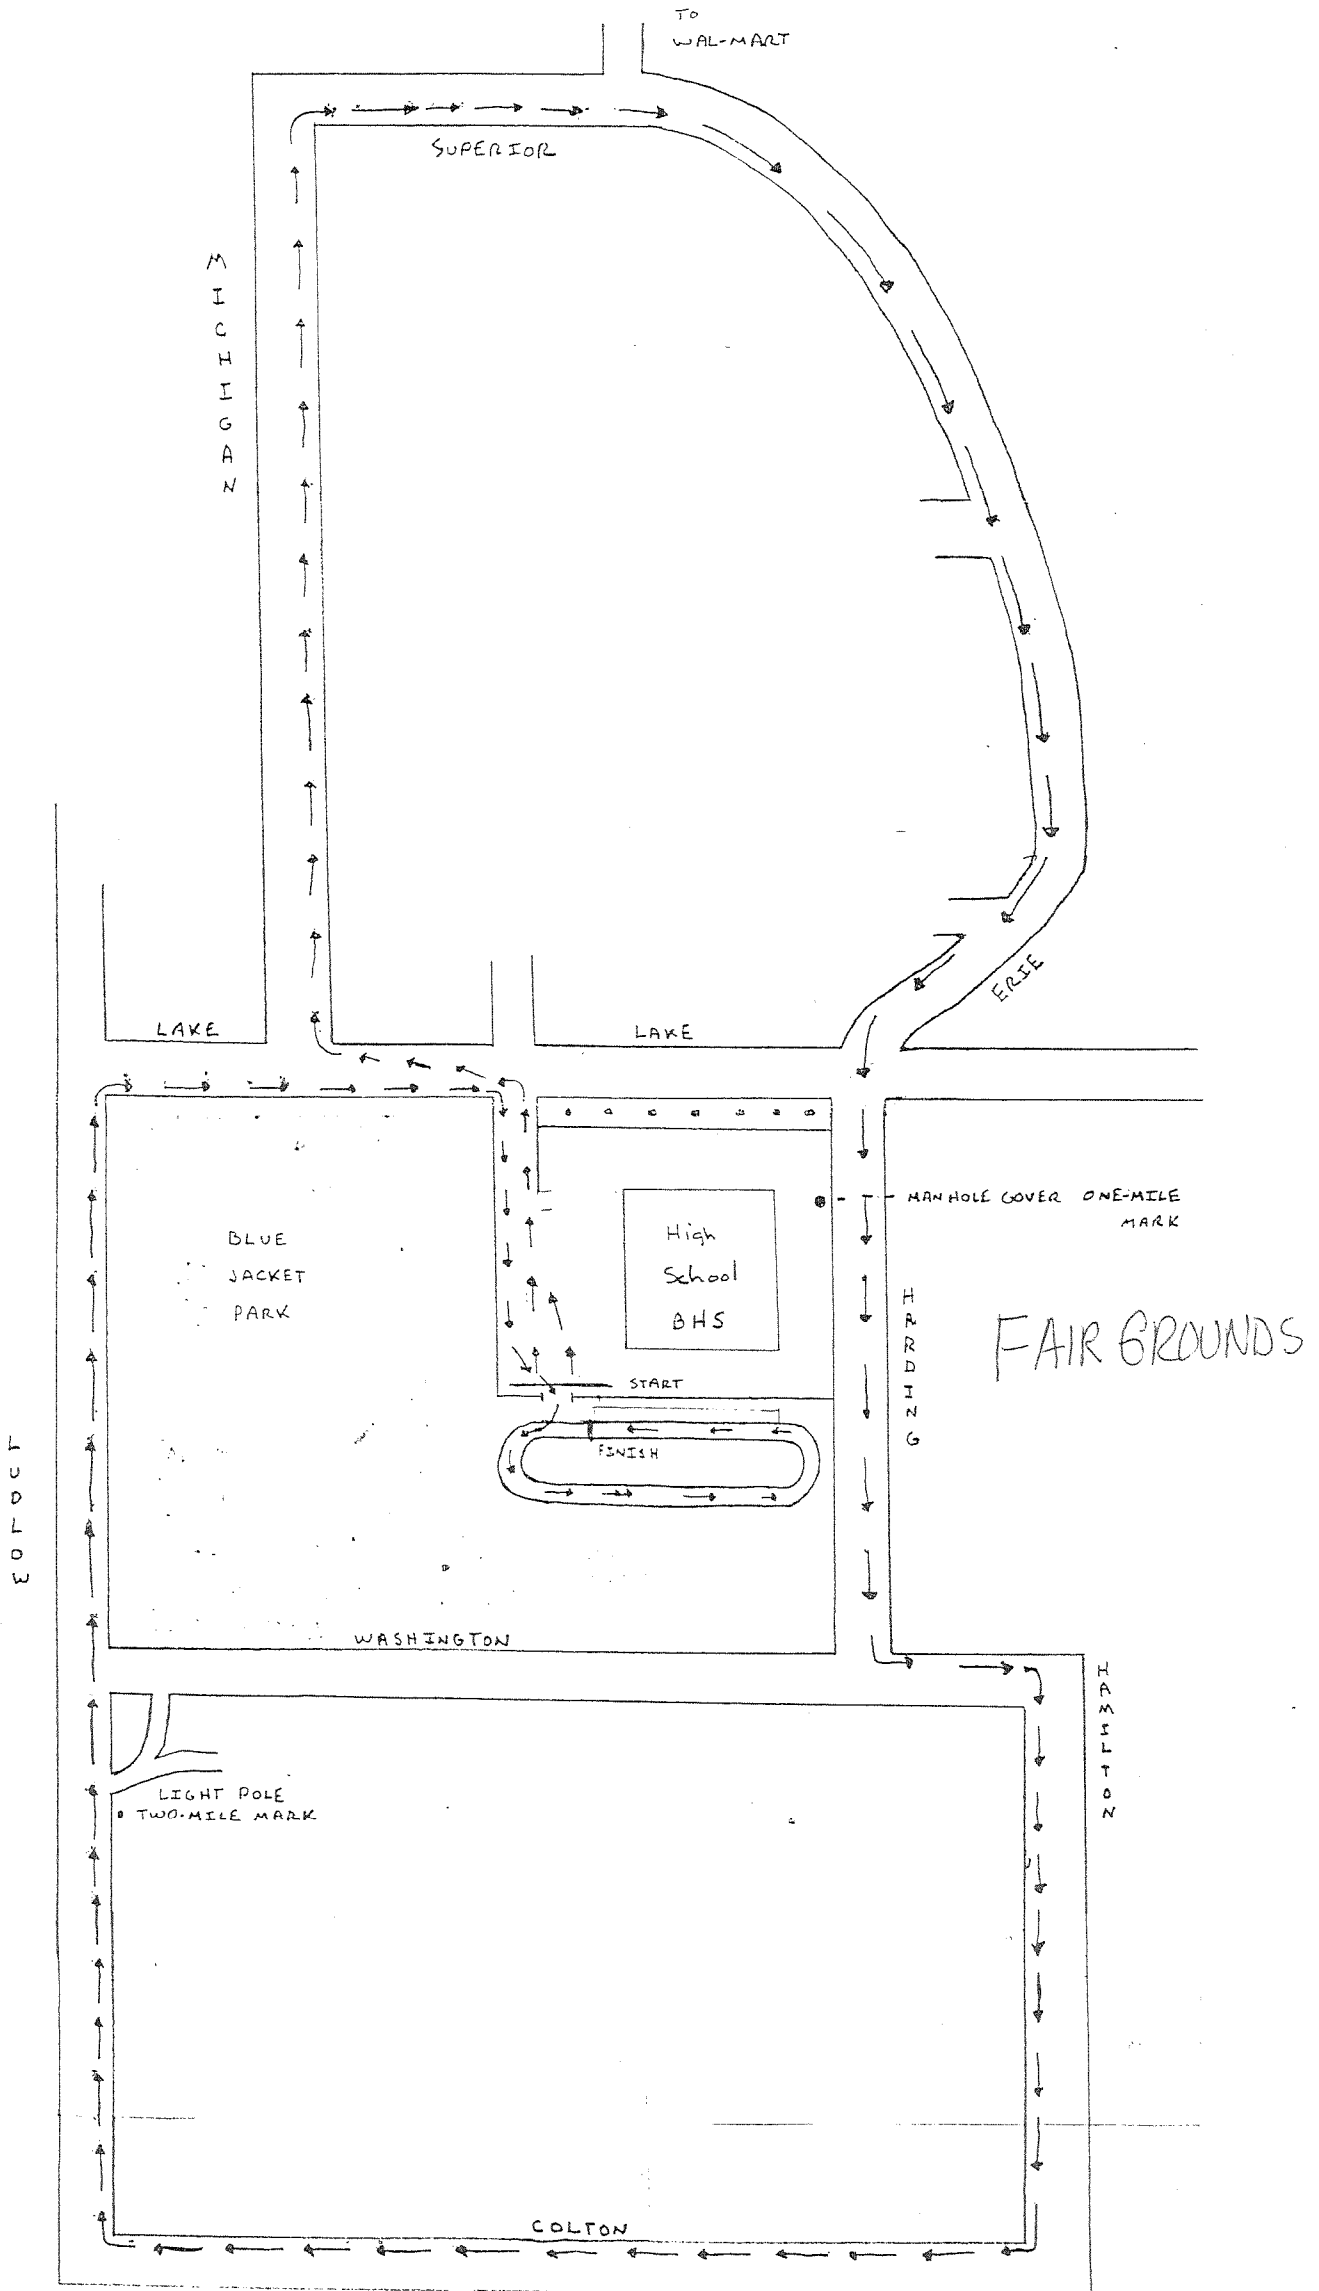 TO
WAL-MART
SUPERIOR
MICHIGAN
ERIE
LAKE
LAKE
MANHOLE COVER ONE-MILE
MARK
BLUE
JACKET
PARK
High
School
BHS
HARDING
FAIR GROUNDS
START
FINISH
LUDLOW
WASHINGTON
HAMILTON
LIGHT POLE
TWO-MILE MARK
COLTON